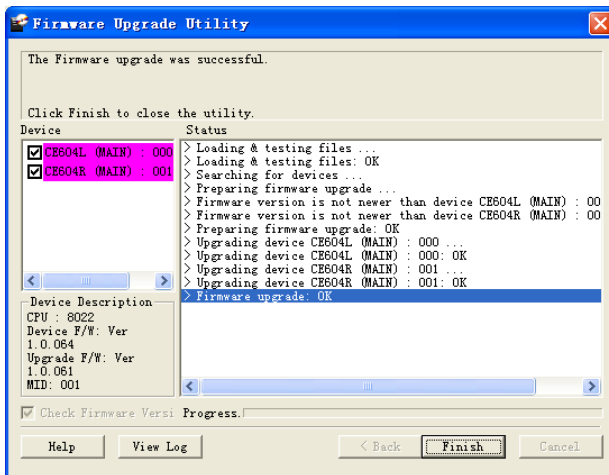 Firmware Upgrade Utility
The Firmware upgrade was successful.
Click Finish to close the utility.
Device
Status
CE604L (MAIN) : 000
CE604R (MAIN) : 001
> Loading & testing files ...
> Loading & testing files: OK
> Searching for devices ...
> Preparing firmware upgrade ...
> Firmware version is not newer than device CE604L (MAIN) : 00
> Firmware version is not newer than device CE604R (MAIN) : 00
> Preparing firmware upgrade: OK
> Upgrading device CE604L (MAIN) : 000 ...
> Upgrading device CE604L (MAIN) : 000: OK
> Upgrading device CE604R (MAIN) : 001 ...
> Upgrading device CE604R (MAIN) : 001: OK
> Firmware upgrade: OK
Device Description
CPU : 8022
Device F/W: Ver
1.0.064
Upgrade F/W: Ver
1.0.061
MID: 001
Check Firmware Versi
Progress.
Help
View Log
< Back
Finish
Cancel